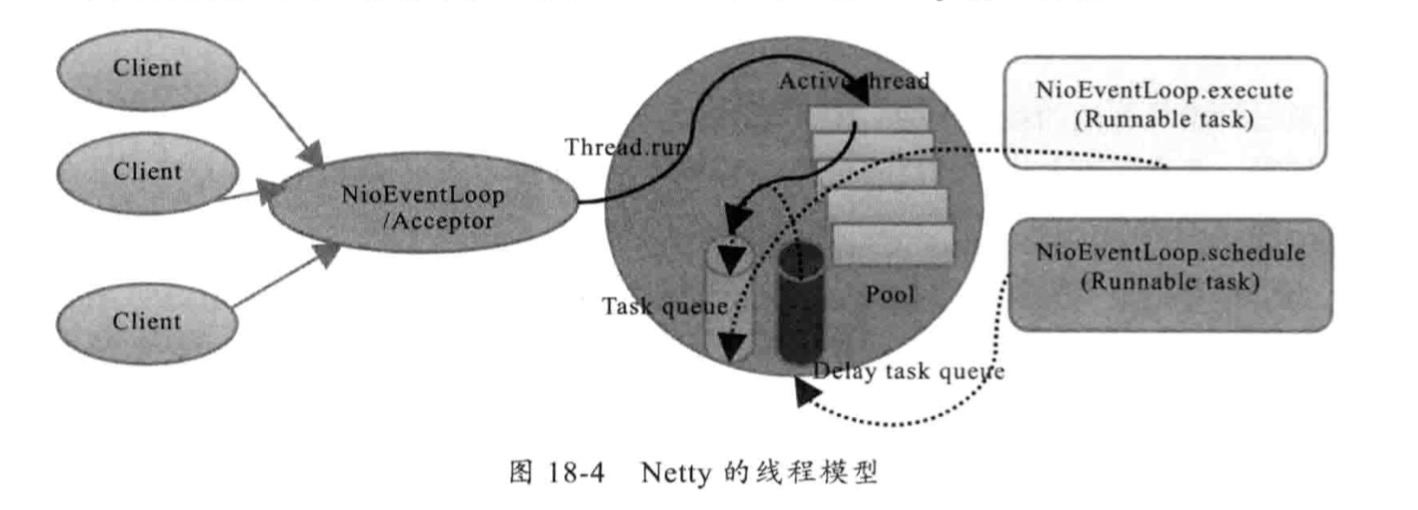 Client
Client
Client
NioEventLoop
/Acceptor
Thread.run
Active thread
Task queue
Pool
Delay task queue
NioEventLoop.execute
(Runnable task)
NioEventLoop.schedule
(Runnable task)
图 18-4 Netty 的线程模型